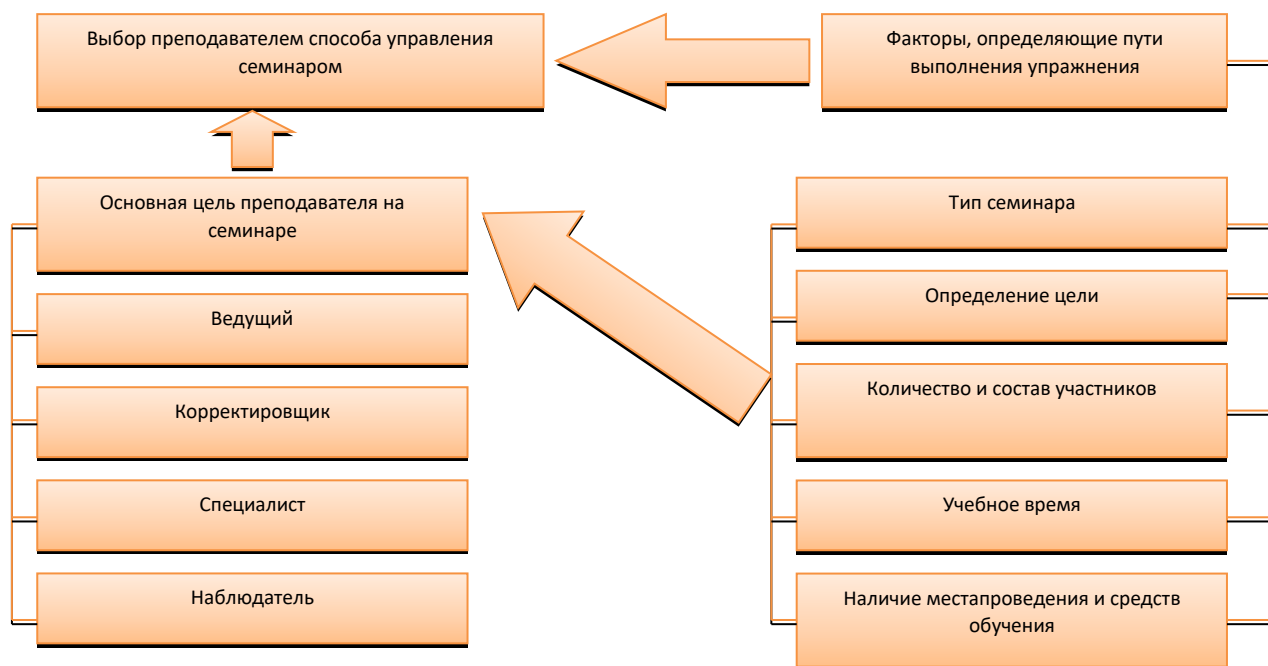 Выбор преподавателем способа управления
семинаром
Факторы, определяющие пути
выполнения упражнения
Основная цель преподавателя на
семинаре
Ведущий
Корректировщик
Специалист
Наблюдатель
Тип семинара
Определение цели
Количество и состав участников
Учебное время
Наличие местапроведения и средств
обучения